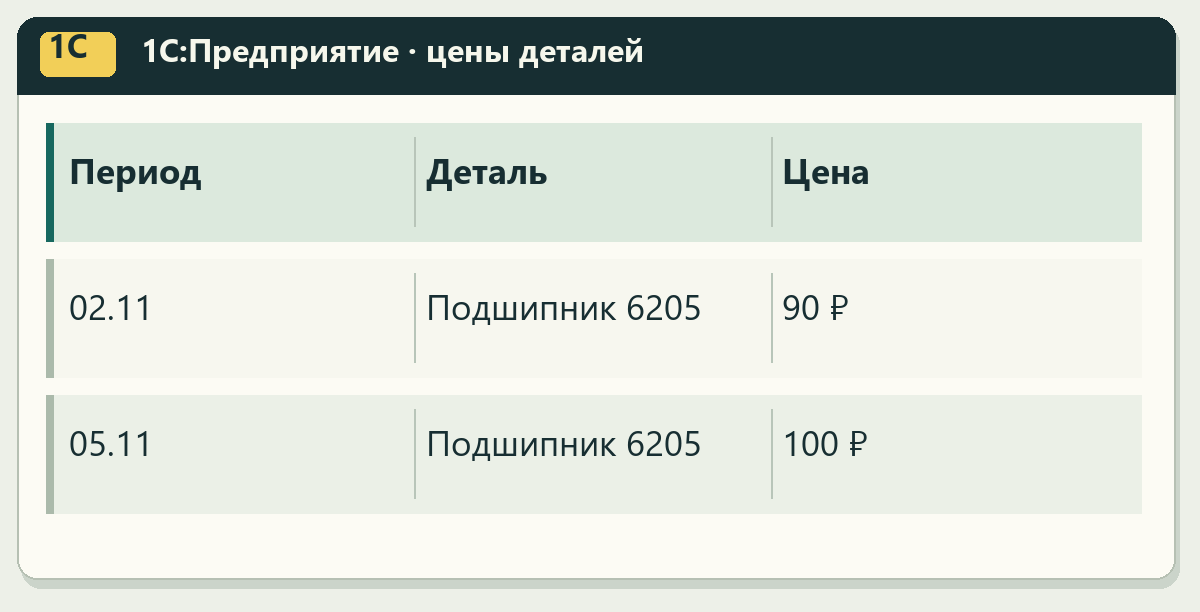 1С 1С:Предприятие · цены деталей
Период Деталь Цена
02.11 Подшипник 6205 90 ₽
05.11 Подшипник 6205 100 ₽